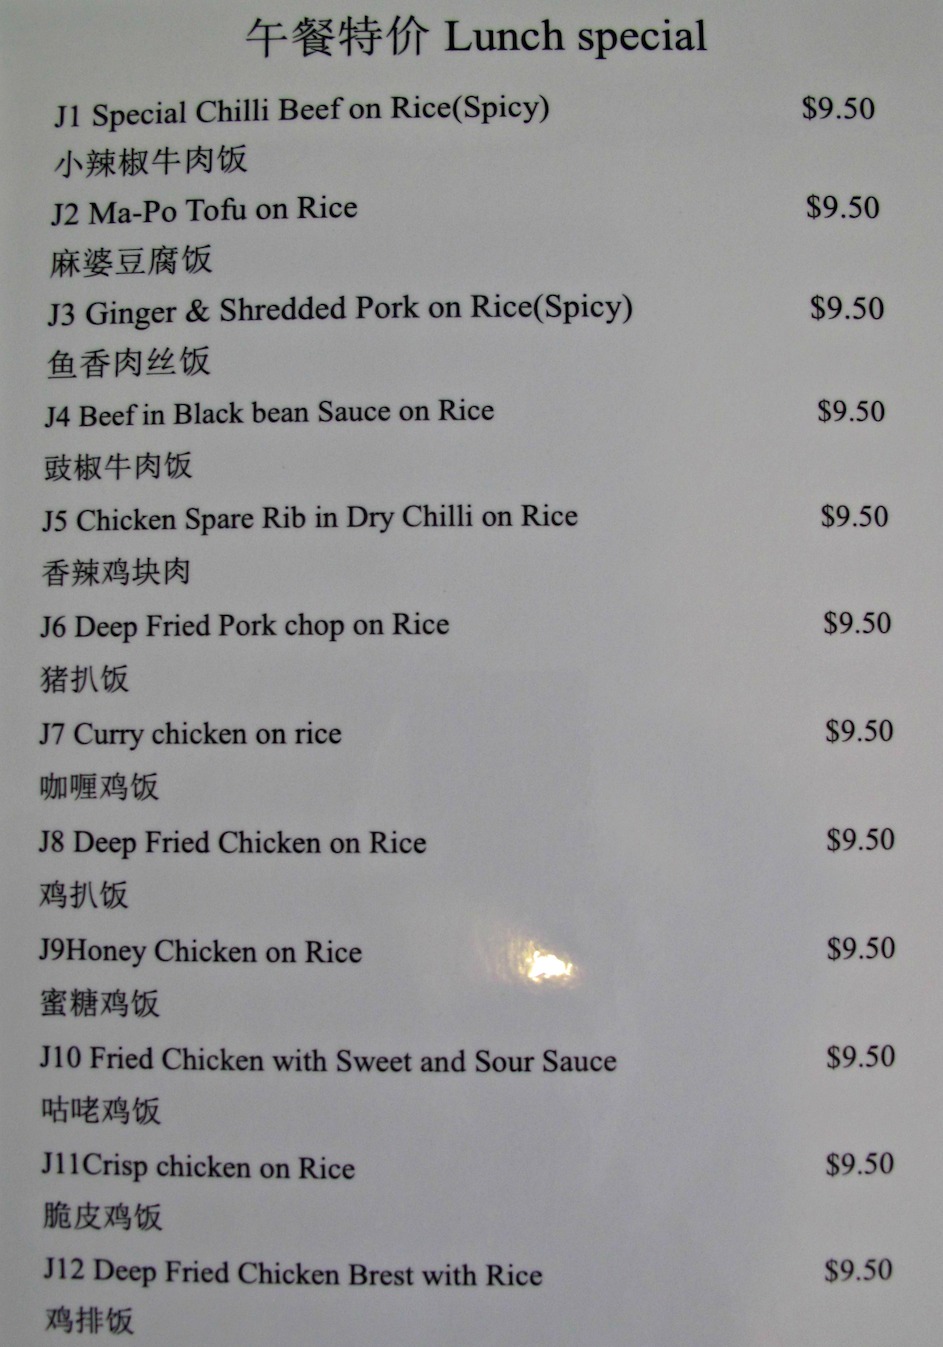 午餐特价 Lunch special
J1 Special Chilli Beef on Rice(Spicy) $9.50
小辣椒牛肉饭
J2 Ma-Po Tofu on Rice $9.50
麻婆豆腐饭
J3 Ginger & Shredded Pork on Rice(Spicy) $9.50
鱼香肉丝饭
J4 Beef in Black bean Sauce on Rice $9.50
豉椒牛肉饭
J5 Chicken Spare Rib in Dry Chilli on Rice $9.50
香辣鸡块肉
J6 Deep Fried Pork chop on Rice $9.50
猪扒饭
J7 Curry chicken on rice $9.50
咖喱鸡饭
J8 Deep Fried Chicken on Rice $9.50
鸡扒饭
J9Honey Chicken on Rice $9.50
蜜糖鸡饭
J10 Fried Chicken with Sweet and Sour Sauce $9.50
咕咾鸡饭
J11Crisp chicken on Rice $9.50
脆皮鸡饭
J12 Deep Fried Chicken Brest with Rice $9.50
鸡排饭